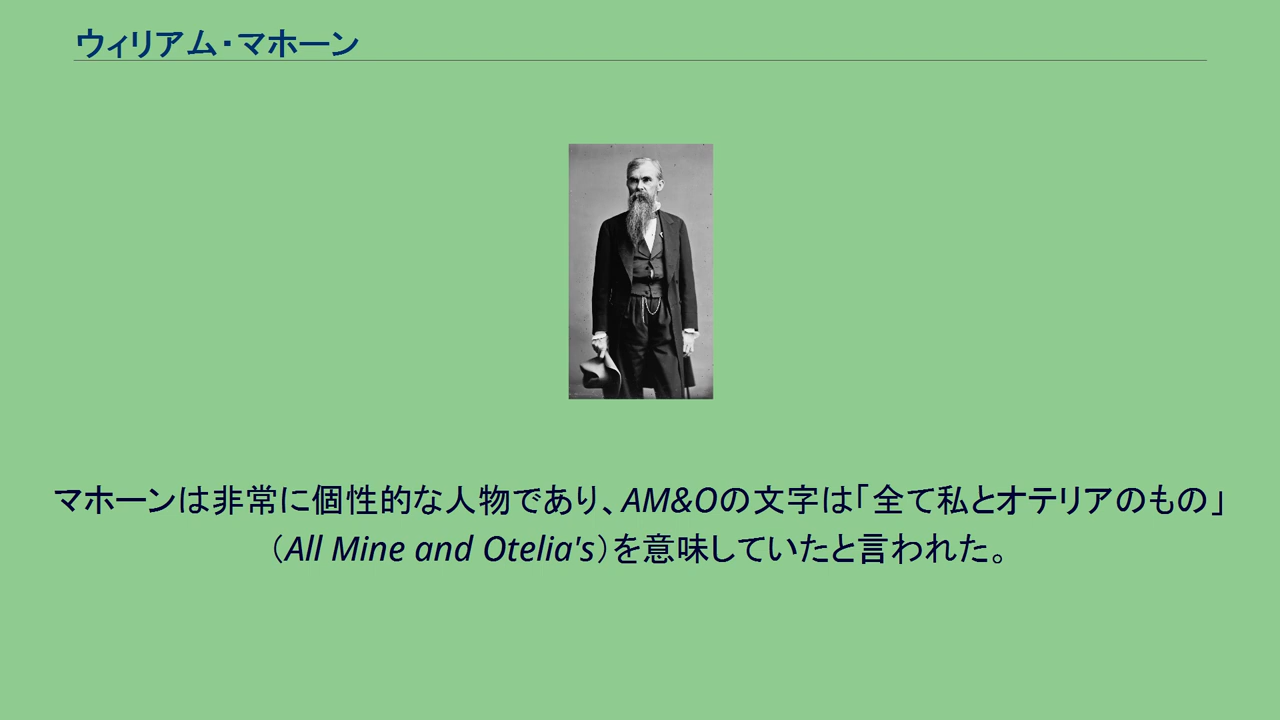 ウィリアム・マホーン
マホーンは非常に個性的な人物であり、AM&Oの文字は「全て私とオテリアのもの」
（All Mine and Otelia's）を意味していたと言われた。